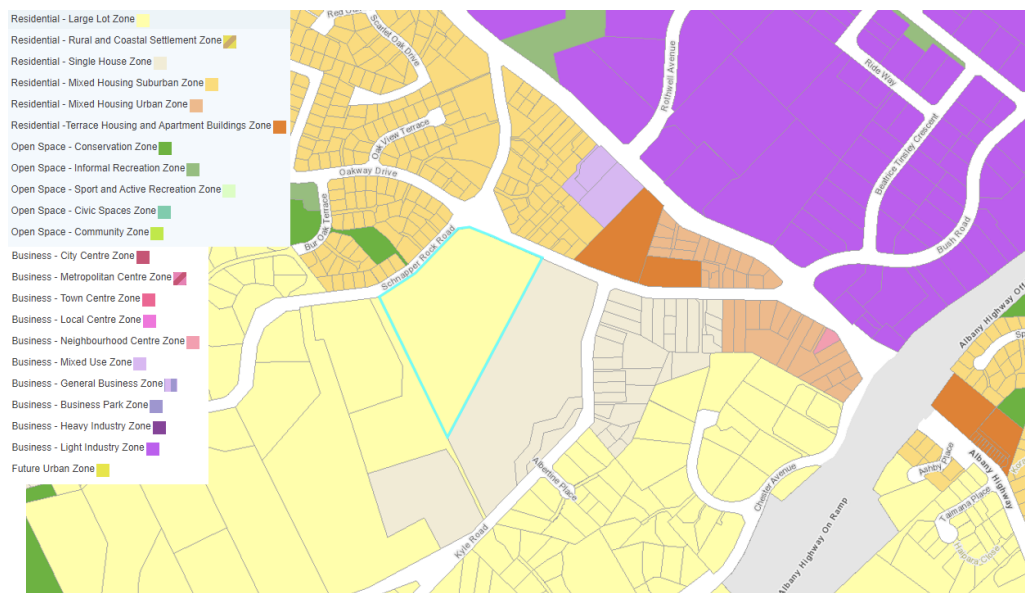 Residential - Large Lot Zone
Residential - Rural and Coastal Settlement Zone
Residential - Single House Zone
Residential - Mixed Housing Suburban Zone
Residential - Mixed Housing Urban Zone
Residential -Terrace Housing and Apartment Buildings Zone
Open Space - Conservation Zone
Open Space - Informal Recreation Zone
Open Space - Sport and Active Recreation Zone
Open Space - Civic Spaces Zone
Open Space - Community Zone
Business - City Centre Zone
Business - Metropolitan Centre Zone
Business - Town Centre Zone
Business - Local Centre Zone
Business - Neighbourhood Centre Zone
Business - Mixed Use Zone
Business - General Business Zone
Business - Business Park Zone
Business - Heavy Industry Zone
Business - Light Industry Zone
Future Urban Zone
Scarlet Oak Drive
Oak View Terrace
Oakway Drive
Bur Oak Terrace
Schnapper Rock Road
Rothwell Avenue
Ride Way
Beatrice Tinsley Crescent
Bush Road
Albany Highway Off
Albertine Place
Kyle Road
Chester Avenue
Albany Highway On Ramp
Ashby Place
Albany Highway
Taimana Place